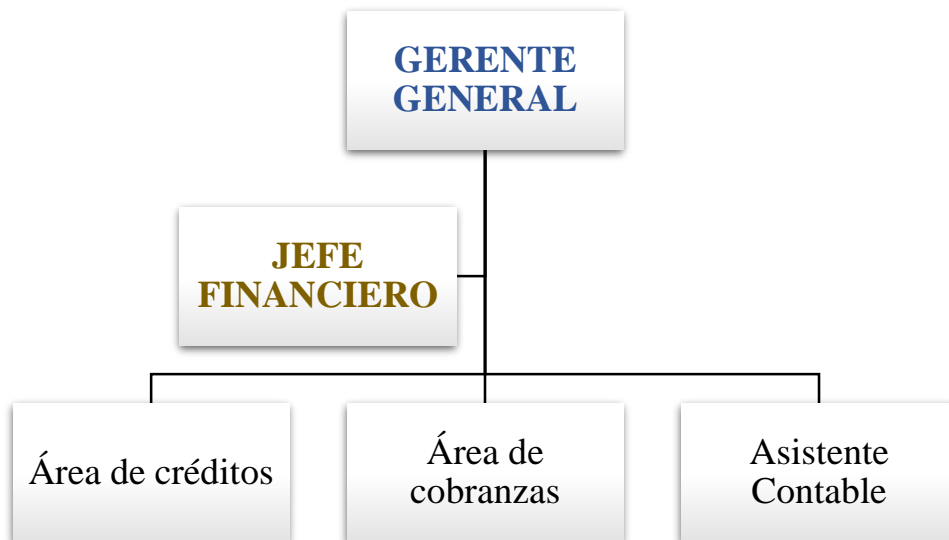 GERENTE
GENERAL
JEFE
FINANCIERO
Área de créditos
Área de
cobranzas
Asistente
Contable